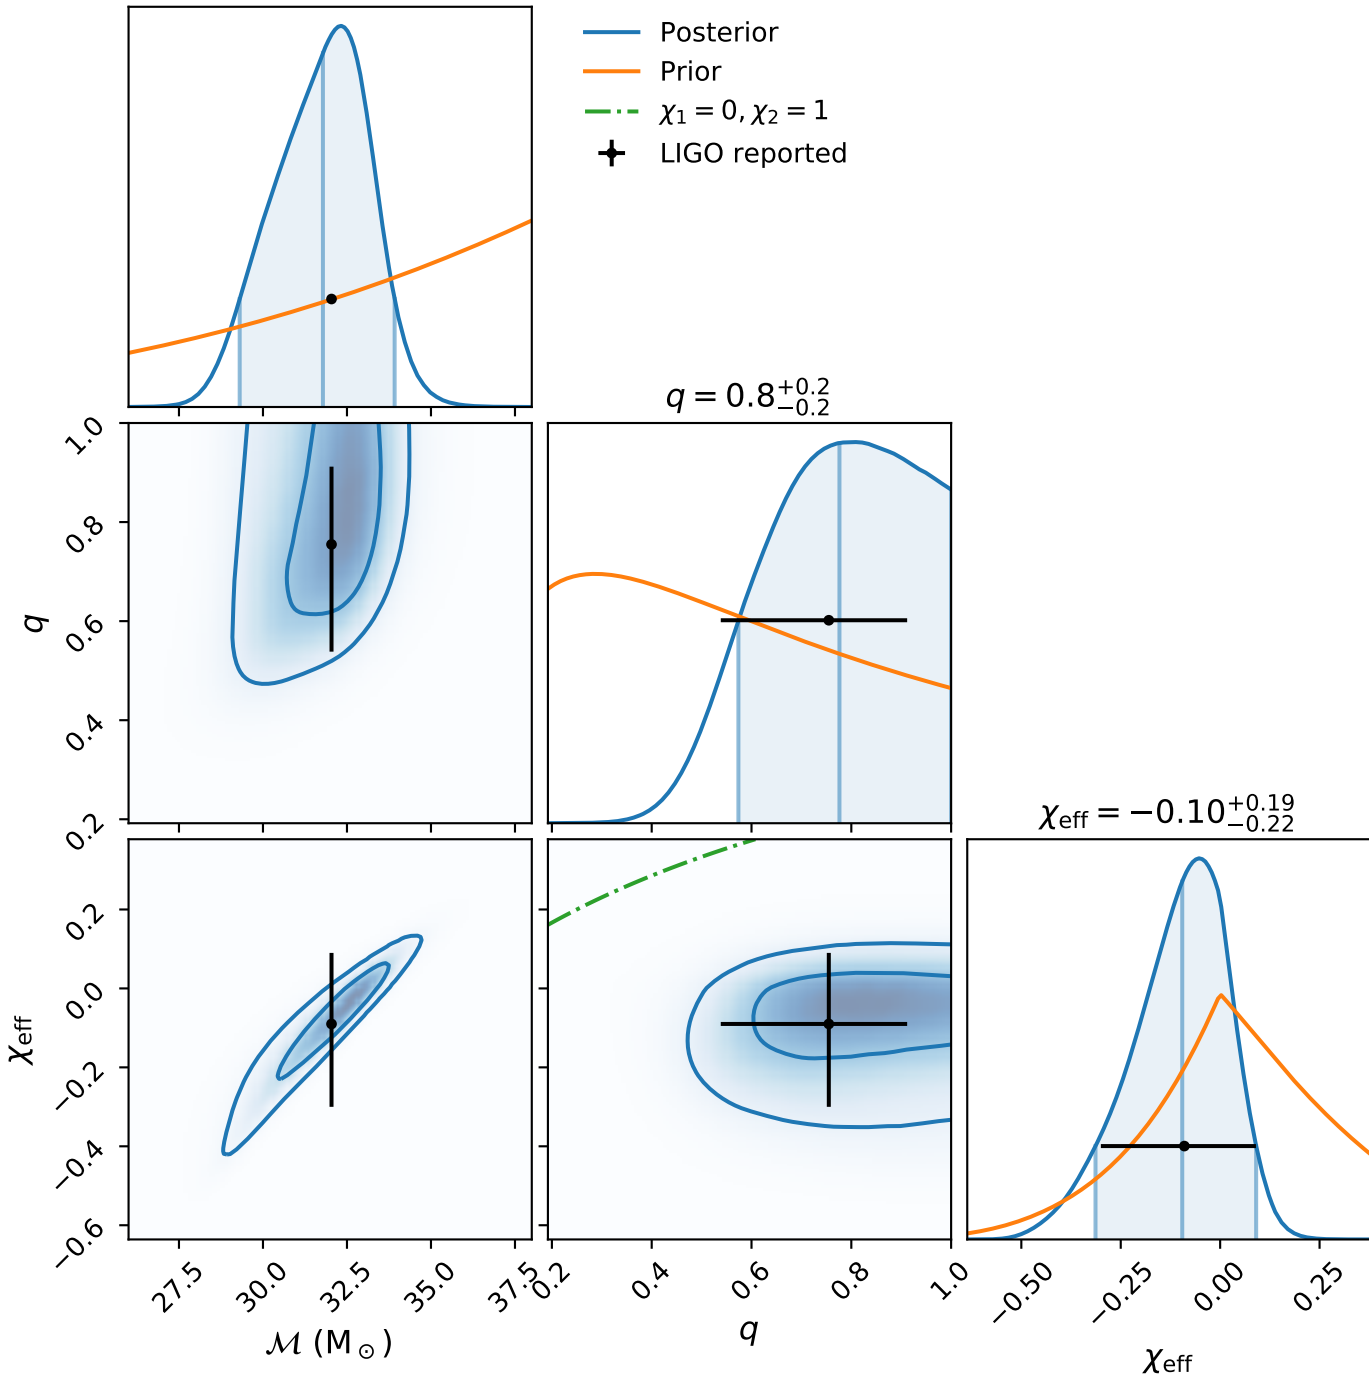 Posterior
Prior
χ₁ = 0, χ₂ = 1
LIGO reported
q = 0.8⁺⁰·²₋₀.₂
1.0
0.8
0.6
0.4
0.2
q
χeff = −0.10⁺⁰·¹⁹₋₀.₂₂
0.2
0.0
−0.2
−0.4
−0.6
χeff
27.5 30.0 32.5 35.0 37.5
ℳ (M⊙)
0.2 0.4 0.6 0.8 1.0
q
−0.50 −0.25 0.00 0.25
χeff